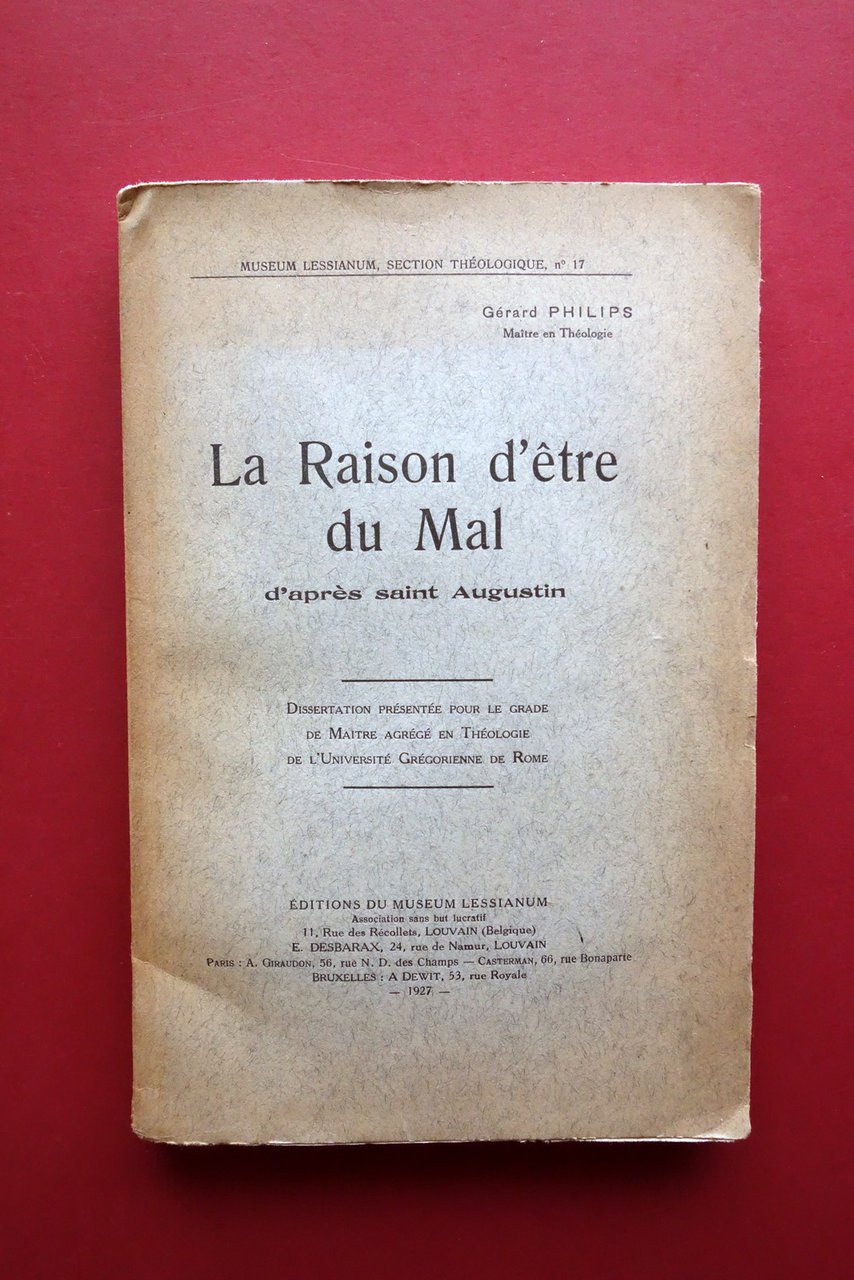 MUSEUM LESSIANUM, SECTION THÉOLOGIQUE, nº 17
Gérard PHILIPS
Maître en Théologie
La Raison d'être
du Mal
d'après saint Augustin
DISSERTATION PRÉSENTÉE POUR LE GRADE
DE MAITRE AGRÉGÉ EN THÉOLOGIE
DE L'UNIVERSITÉ GRÉGORIENNE DE ROME
ÉDITIONS DU MUSEUM LESSIANUM
Association sans but lucratif
11, Rue des Récollets, LOUVAIN (Belgique)
E. DESBARAX, 24, rue de Namur, LOUVAIN
PARIS : A. GIRAUDON, 56, rue N. D. des Champs — CASTERMAN, 66, rue Bonaparte
BRUXELLES : A DEWIT, 53, rue Royale
— 1927 —